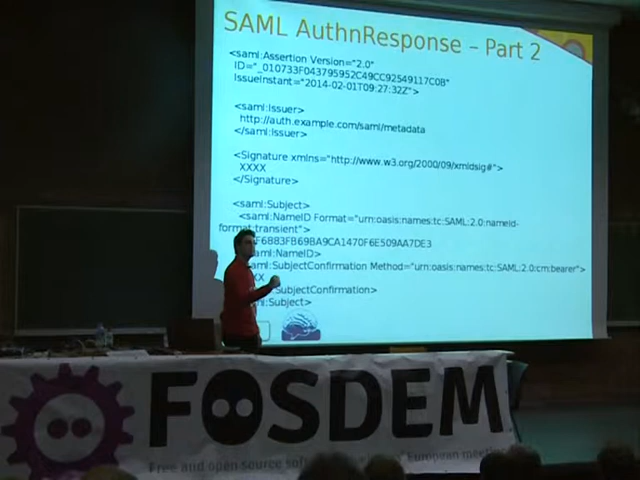 SAML AuthnResponse – Part 2
<saml:Assertion Version="2.0"
ID="_010733F043795952C49CC92549117C0B"
IssueInstant="2014-02-01T09:27:32Z">
<saml:Issuer>
http://auth.example.com/saml/metadata
</saml:Issuer>
<Signature xmlns="http://www.w3.org/2000/09/xmldsig#">
XXXX
</Signature>
<saml:Subject>
<saml:NameID Format="urn:oasis:names:tc:SAML:2.0:nameid-
format:transient">
F6883FB69BA9CA1470F6E509AA7DE3
saml:NameID>
saml:SubjectConfirmation Method="urn:oasis:names:tc:SAML:2.0:cm:bearer">
XX
:SubjectConfirmation>
:Subject>
FOSDEM
Free and open source European